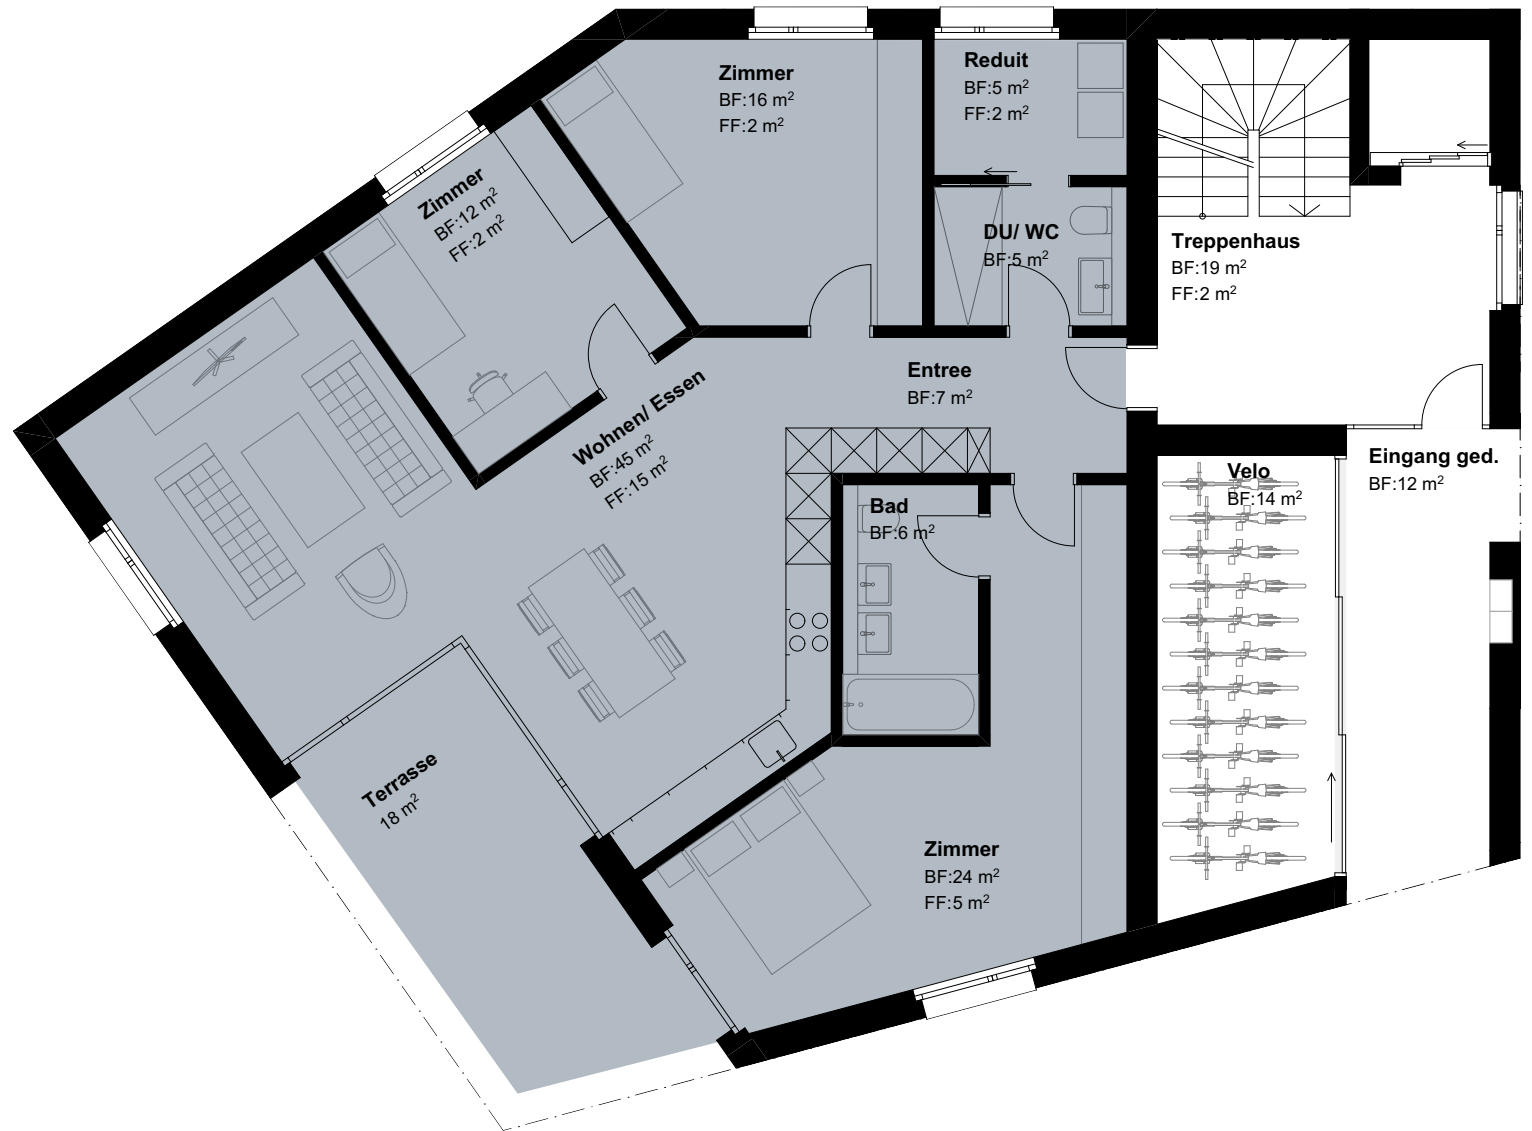 Zimmer
BF:16 m²
FF:2 m²
Reduit
BF:5 m²
FF:2 m²
Zimmer
BF:12 m²
FF:2 m²
DU/ WC
BF:5 m²
Treppenhaus
BF:19 m²
FF:2 m²
Entree
BF:7 m²
Wohnen/ Essen
BF:45 m²
FF:15 m²
Eingang ged.
BF:12 m²
Velo
BF:14 m²
Bad
BF:6 m²
Terrasse
18 m²
Zimmer
BF:24 m²
FF:5 m²